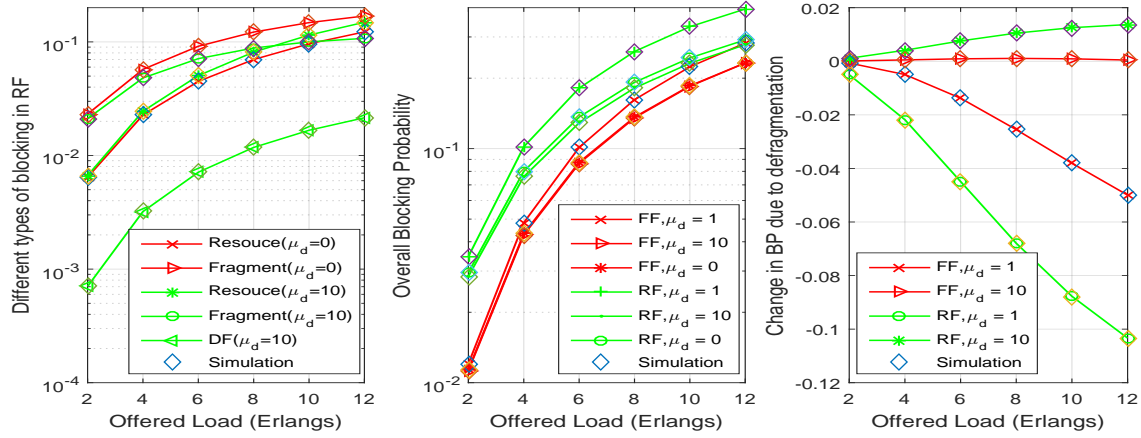 Different types of blocking in RF
10^-1
10^-2
10^-3
10^-4
2 4 6 8 10 12
Offered Load (Erlangs)
Resouce(μ_d=0)
Fragment(μ_d=0)
Resouce(μ_d=10)
Fragment(μ_d=10)
DF(μ_d=10)
Simulation
Overall Blocking Probability
10^-1
10^-2
2 4 6 8 10 12
Offered Load (Erlangs)
FF,μ_d = 1
FF,μ_d = 10
FF,μ_d = 0
RF,μ_d = 1
RF,μ_d = 10
RF,μ_d = 0
Simulation
Change in BP due to defragmentation
0.02
0
-0.02
-0.04
-0.06
-0.08
-0.1
-0.12
2 4 6 8 10 12
Offered Load (Erlangs)
FF,μ_d = 1
FF,μ_d = 10
RF,μ_d = 1
RF,μ_d = 10
Simulation